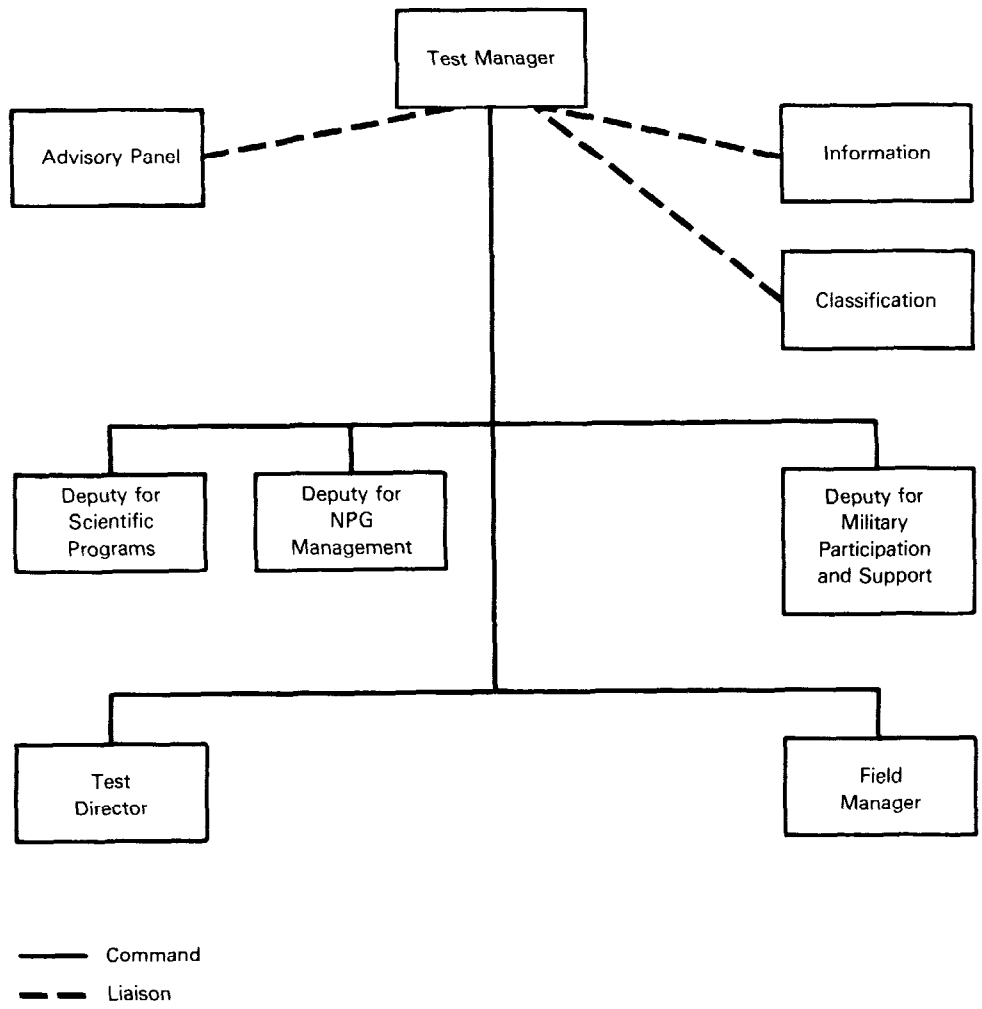 Test Manager
Advisory Panel
Information
Classification
Deputy for
Scientific
Programs
Deputy for
NPG
Management
Deputy for
Military
Participation
and Support
Test
Director
Field
Manager
Command
Liaison